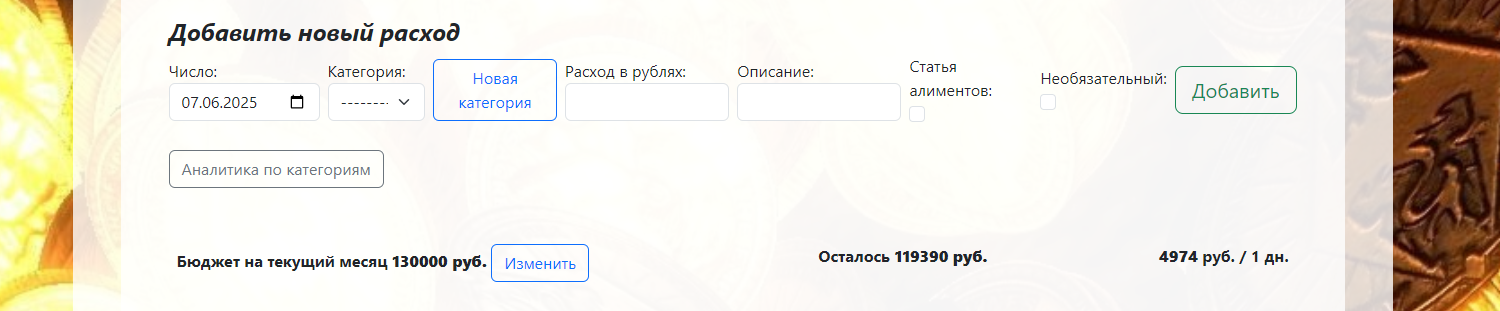 Добавить новый расход
Число:
07.06.2025
Категория:
--------
Новая
категория
Расход в рублях:
Описание:
Статья
алиментов:
Необязательный:
Добавить
Аналитика по категориям
Бюджет на текущий месяц 130000 руб.
Изменить
Осталось 119390 руб.
4974 руб. / 1 дн.